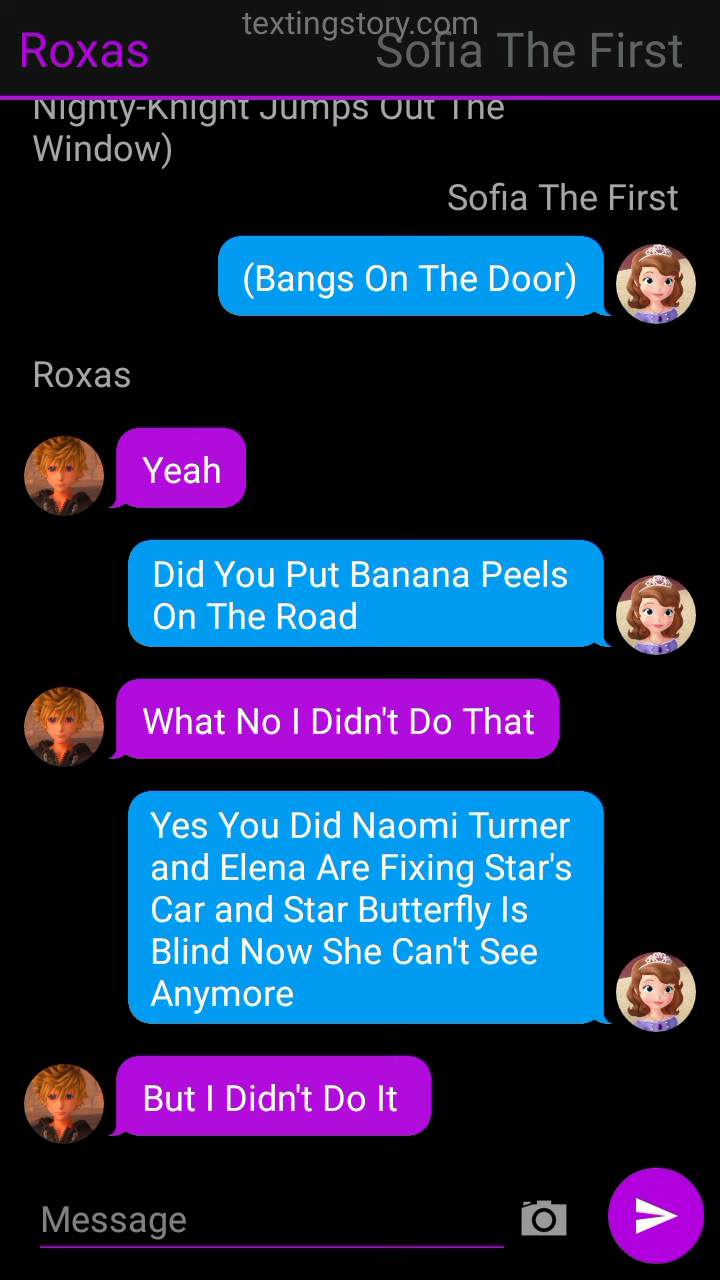 textingstory.com
Roxas
Sofia The First
Nighty-Knight Jumps Out The
Window)
Sofia The First
(Bangs On The Door)
Roxas
Yeah
Did You Put Banana Peels
On The Road
What No I Didn't Do That
Yes You Did Naomi Turner
and Elena Are Fixing Star's
Car and Star Butterfly Is
Blind Now She Can't See
Anymore
But I Didn't Do It
Message